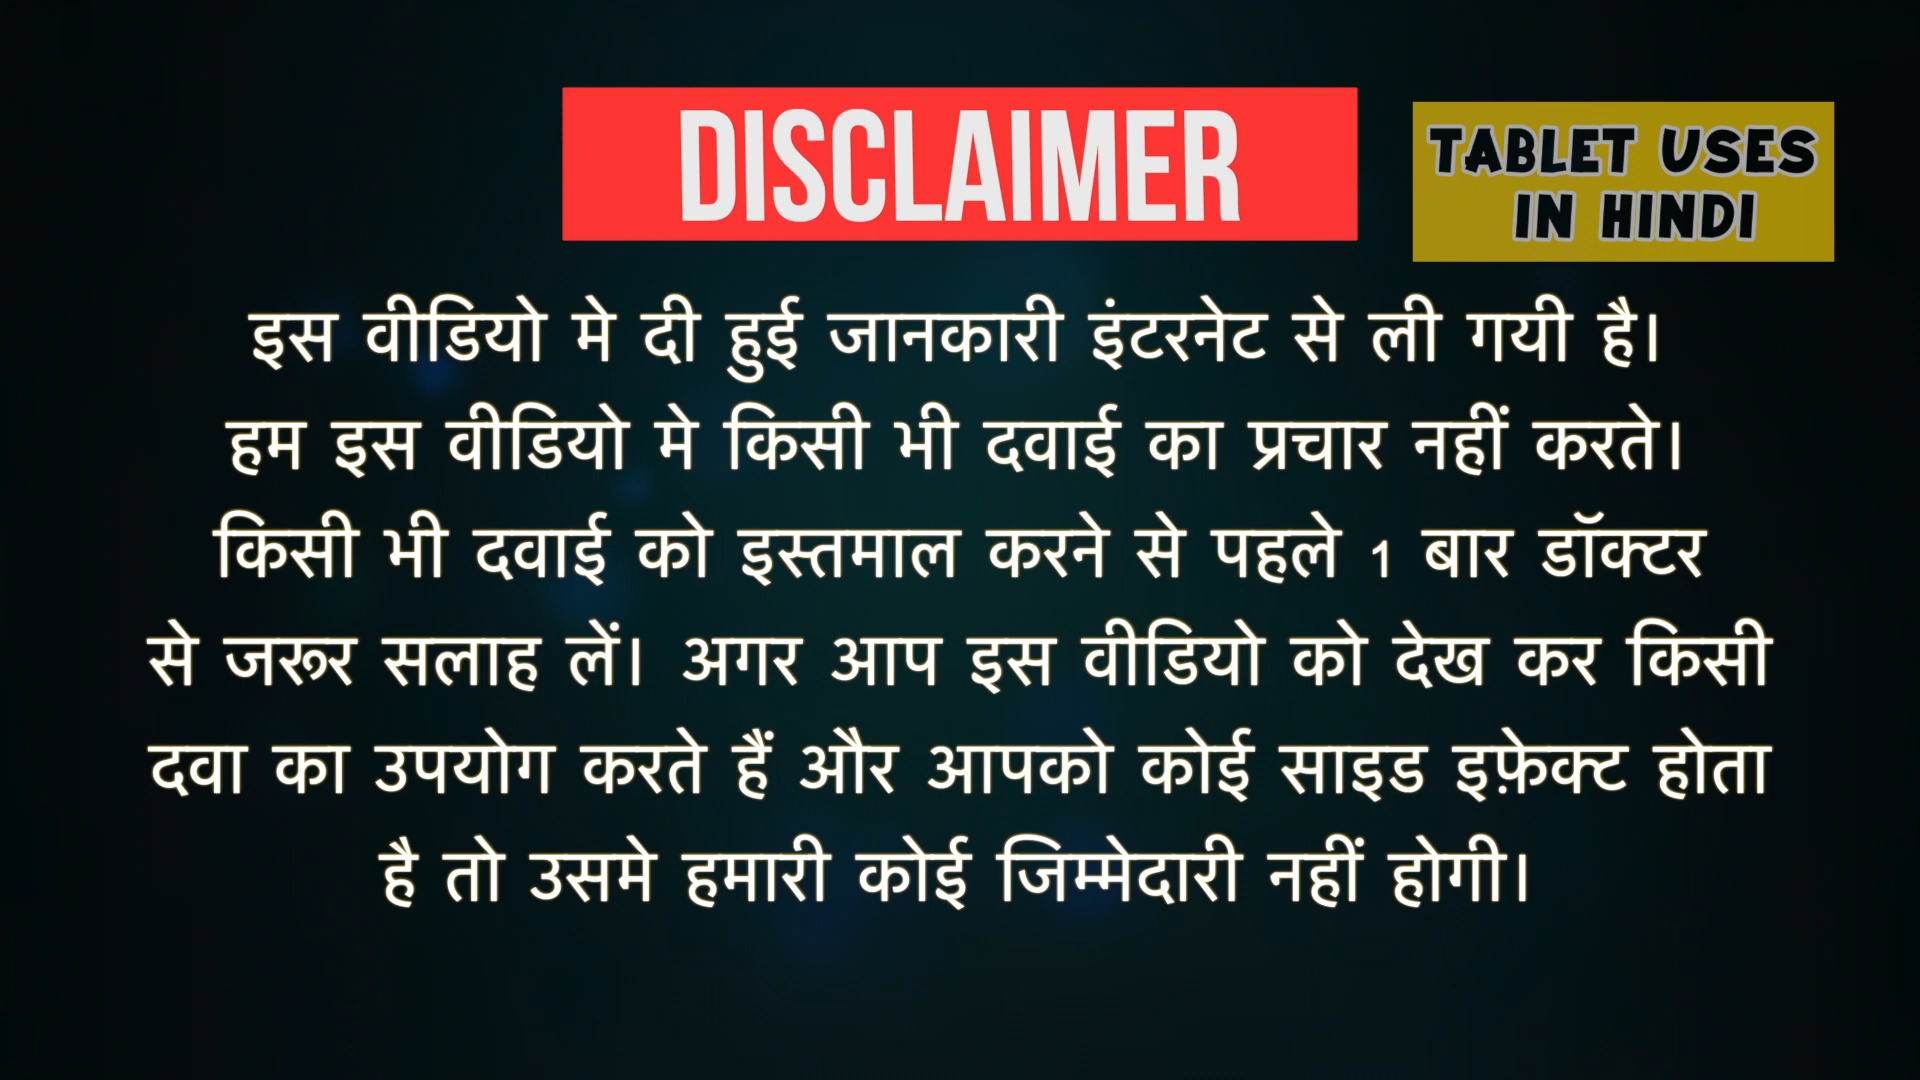 DISCLAIMER
TABLET USES
IN HINDI
इस वीडियो मे दी हुई जानकारी इंटरनेट से ली गयी है।
हम इस वीडियो मे किसी भी दवाई का प्रचार नहीं करते।
किसी भी दवाई को इस्तमाल करने से पहले 1 बार डॉक्टर
से जरूर सलाह लें। अगर आप इस वीडियो को देख कर किसी
दवा का उपयोग करते हैं और आपको कोई साइड इफ़ेक्ट होता
है तो उसमे हमारी कोई जिम्मेदारी नहीं होगी।